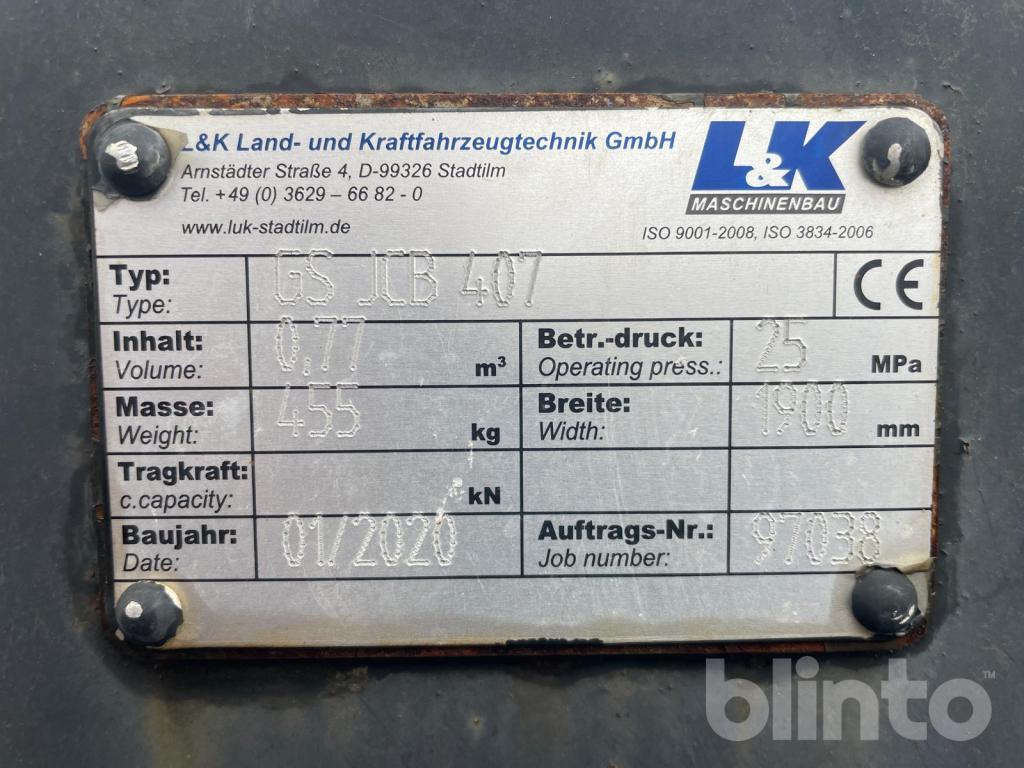 L&K Land- und Kraftfahrzeugtechnik GmbH
Arnstädter Straße 4, D-99326 Stadtilm
Tel. +49 (0) 3629 – 66 82 - 0
www.luk-stadtilm.de
L&K
MASCHINENBAU
ISO 9001-2008, ISO 3834-2006
Typ: GS JCB 407 CE
Type:
Inhalt: 0,77 m³ Betr.-druck: 25 MPa
Volume: Operating press.:
Masse: 455 kg Breite: 1900 mm
Weight: Width:
Tragkraft: kN
c.capacity:
Baujahr: 01/2020 Auftrags-Nr.: 97038
Date: Job number:
blinto™